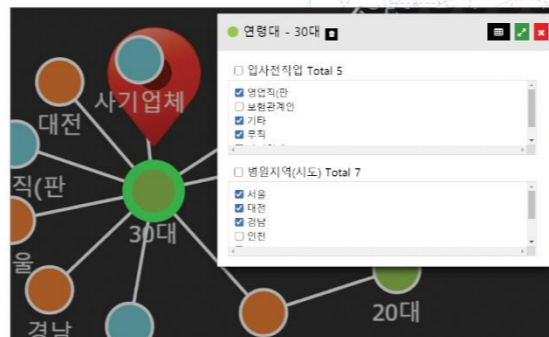 연령대 - 30대
입사전직업 Total 5
영업직(판
보험관계인
기타
무직
병원지역(시도) Total 7
서울
대전
경남
인천
사기업체
대전
직(판
30대
울
경남
20대